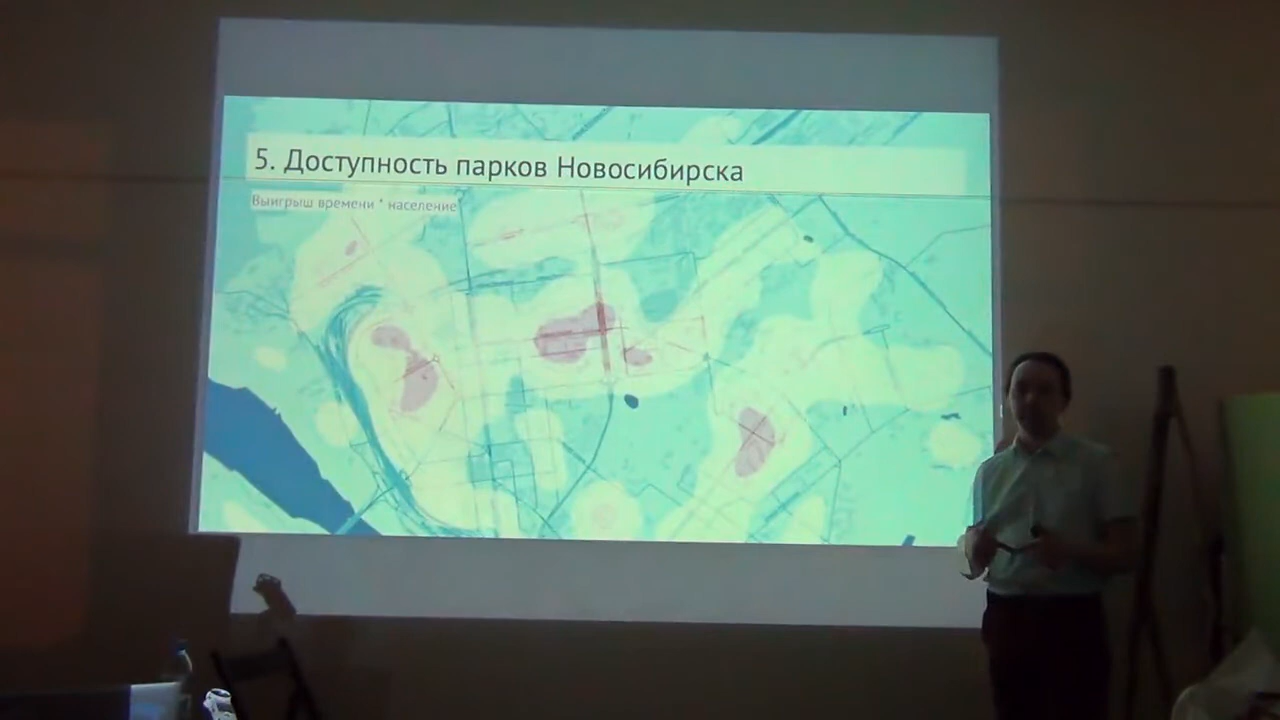 5. Доступность парков Новосибирска
Выигрыш времени * население